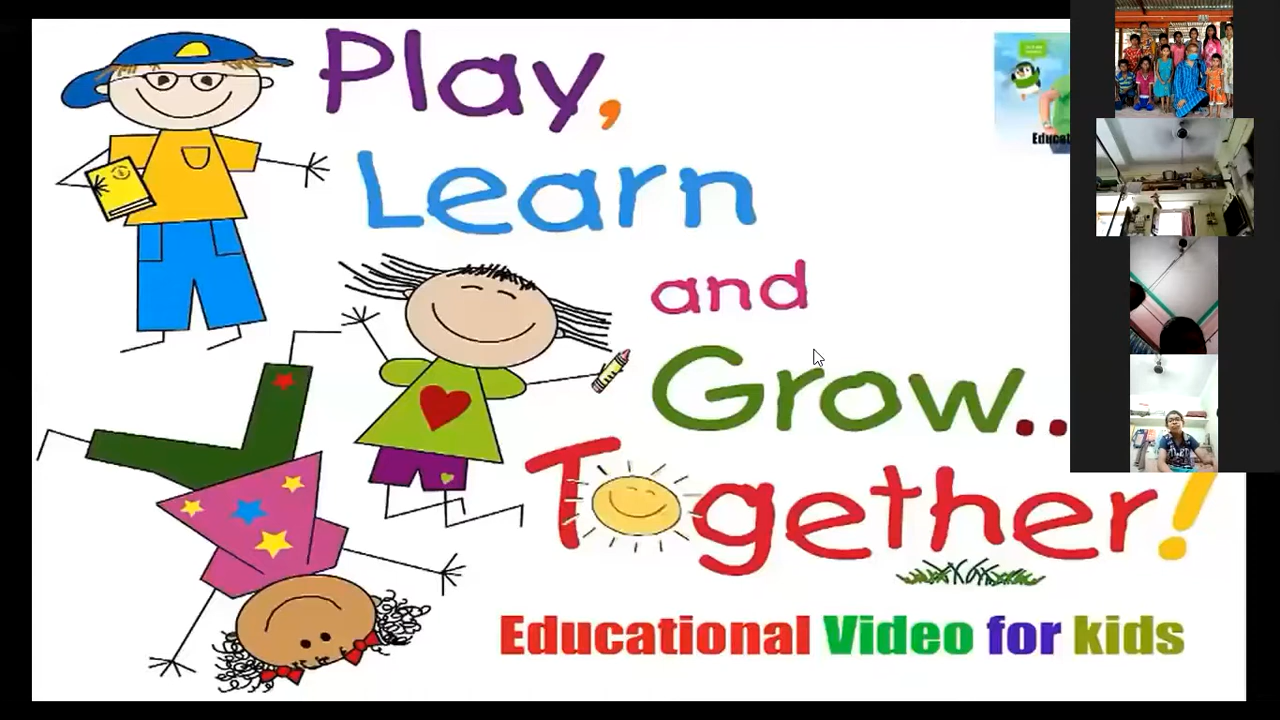 Play,
Learn
and
Grow..
Together!
Educational Video for kids